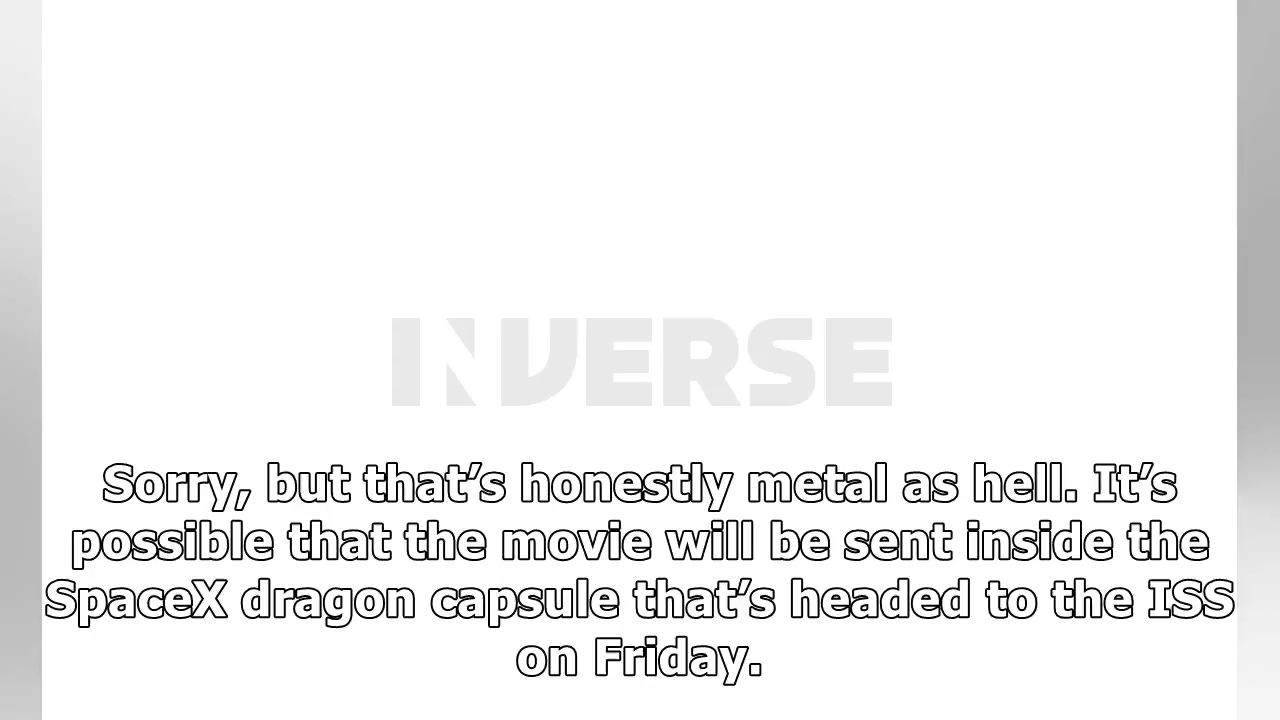 INVERSE
Sorry, but that’s honestly metal as hell. It’s
possible that the movie will be sent inside the
SpaceX dragon capsule that’s headed to the ISS
on Friday.